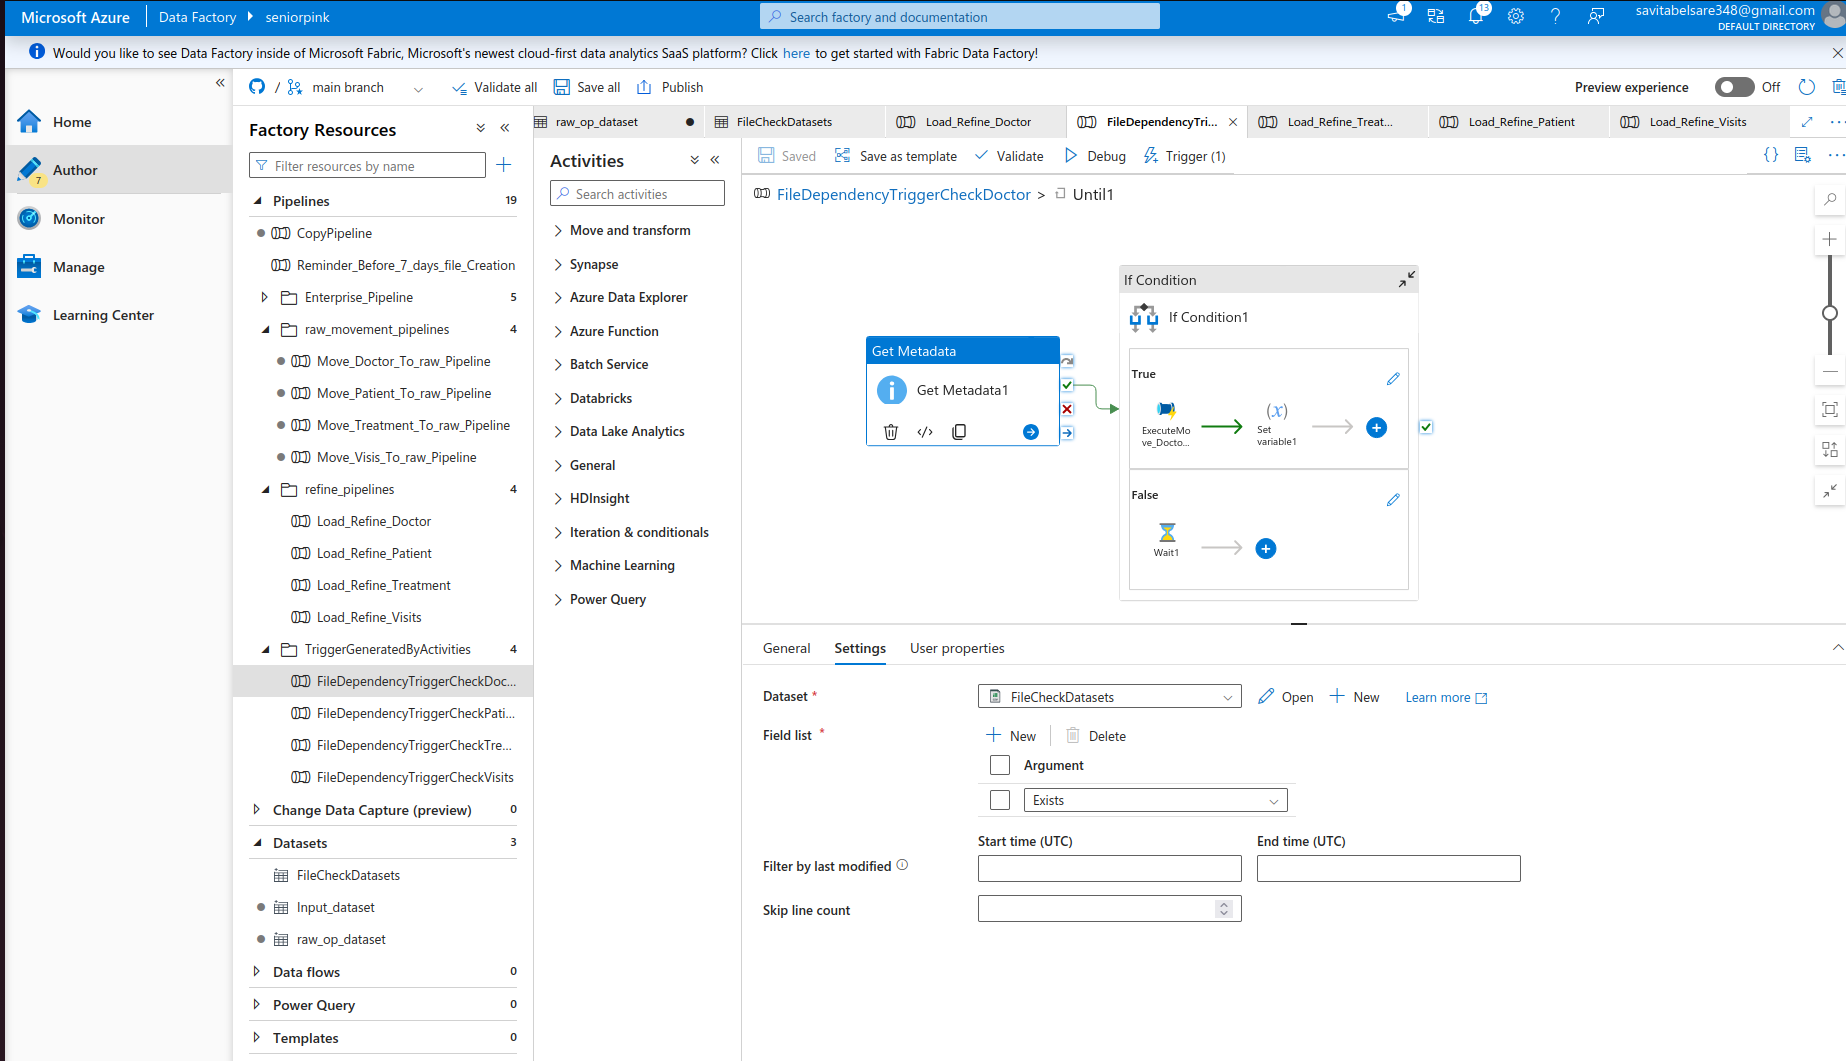 Microsoft Azure
Data Factory
seniorpink
Search factory and documentation
1
13
savitabelsare348@gmail.com
DEFAULT DIRECTORY
Would you like to see Data Factory inside of Microsoft Fabric, Microsoft's newest cloud-first data analytics SaaS platform? Click here to get started with Fabric Data Factory!
/ main branch
Validate all
Save all
Publish
Preview experience
Off
Home
Author
7
Monitor
Manage
Learning Center
Factory Resources
Filter resources by name
Pipelines 19
CopyPipeline
Reminder_Before_7_days_file_Creation
Enterprise_Pipeline 5
raw_movement_pipelines 4
Move_Doctor_To_raw_Pipeline
Move_Patient_To_raw_Pipeline
Move_Treatment_To_raw_Pipeline
Move_Visis_To_raw_Pipeline
refine_pipelines 4
Load_Refine_Doctor
Load_Refine_Patient
Load_Refine_Treatment
Load_Refine_Visits
TriggerGeneratedByActivities 4
FileDependencyTriggerCheckDoc...
FileDependencyTriggerCheckPati...
FileDependencyTriggerCheckTre...
FileDependencyTriggerCheckVisits
Change Data Capture (preview) 0
Datasets 3
FileCheckDatasets
Input_dataset
raw_op_dataset
Data flows 0
Power Query 0
Templates 0
raw_op_dataset
FileCheckDatasets
Load_Refine_Doctor
FileDependencyTri...
Load_Refine_Treat...
Load_Refine_Patient
Load_Refine_Visits
Activities
Search activities
Move and transform
Synapse
Azure Data Explorer
Azure Function
Batch Service
Databricks
Data Lake Analytics
General
HDInsight
Iteration & conditionals
Machine Learning
Power Query
Saved
Save as template
Validate
Debug
Trigger (1)
{}
FileDependencyTriggerCheckDoctor > Until1
Get Metadata
Get Metadata1
If Condition
If Condition1
True
ExecuteMo
ve_Docto...
(x)
Set
variable1
False
Wait1
General
Settings
User properties
Dataset *
FileCheckDatasets
Open
New
Learn more
Field list *
New
Delete
Argument
Exists
Start time (UTC)
End time (UTC)
Filter by last modified
Skip line count